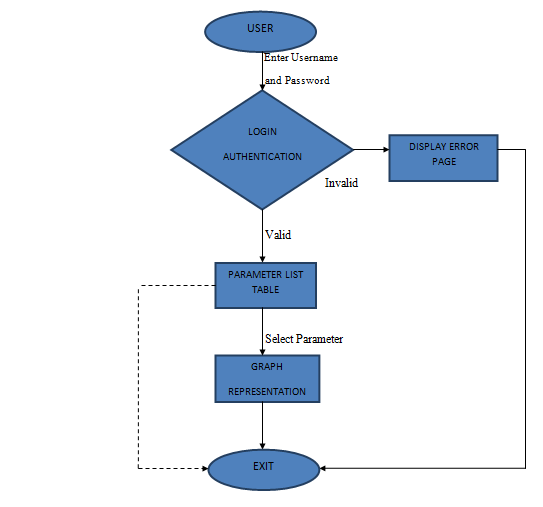 USER
Enter Username
and Password
LOGIN
AUTHENTICATION
DISPLAY ERROR
PAGE
Invalid
Valid
PARAMETER LIST
TABLE
Select Parameter
GRAPH
REPRESENTATION
EXIT